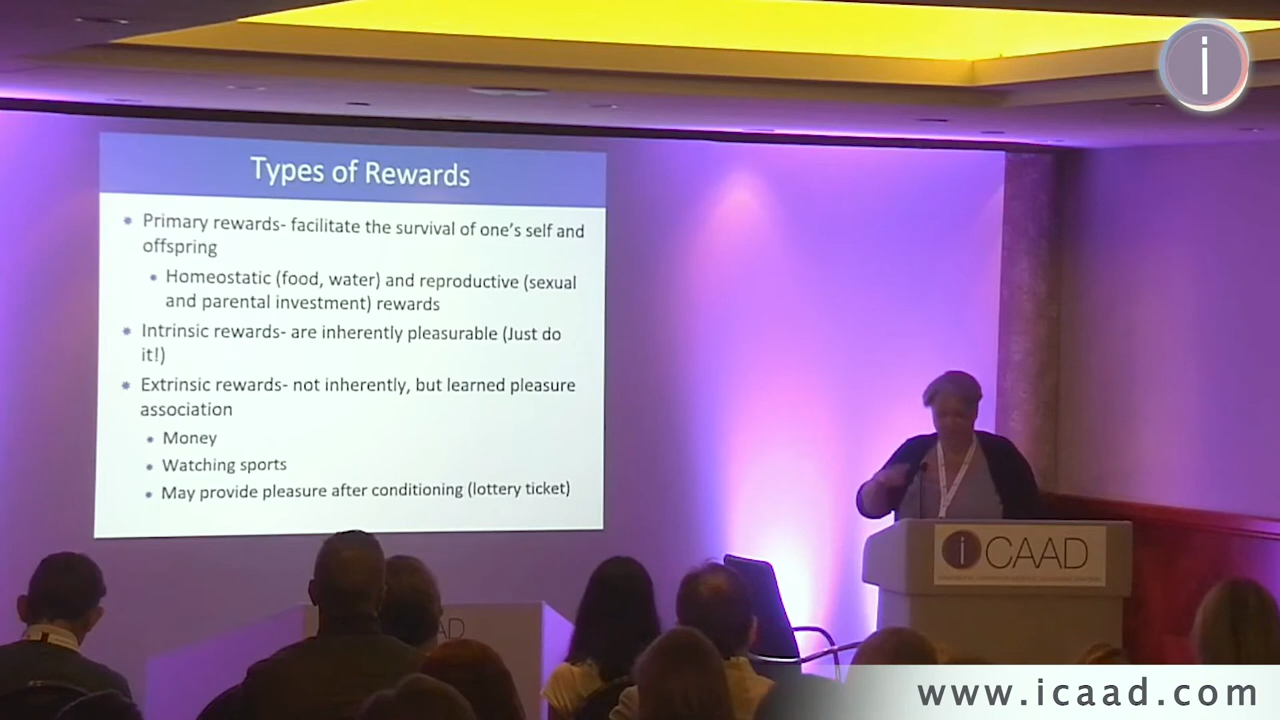 i
Types of Rewards
Primary rewards- facilitate the survival of one's self and
offspring
Homeostatic (food, water) and reproductive (sexual
and parental investment) rewards
Intrinsic rewards- are inherently pleasurable (Just do
it!)
Extrinsic rewards- not inherently, but learned pleasure
association
Money
Watching sports
May provide pleasure after conditioning (lottery ticket)
iCAAD
AD
www.icaad.com